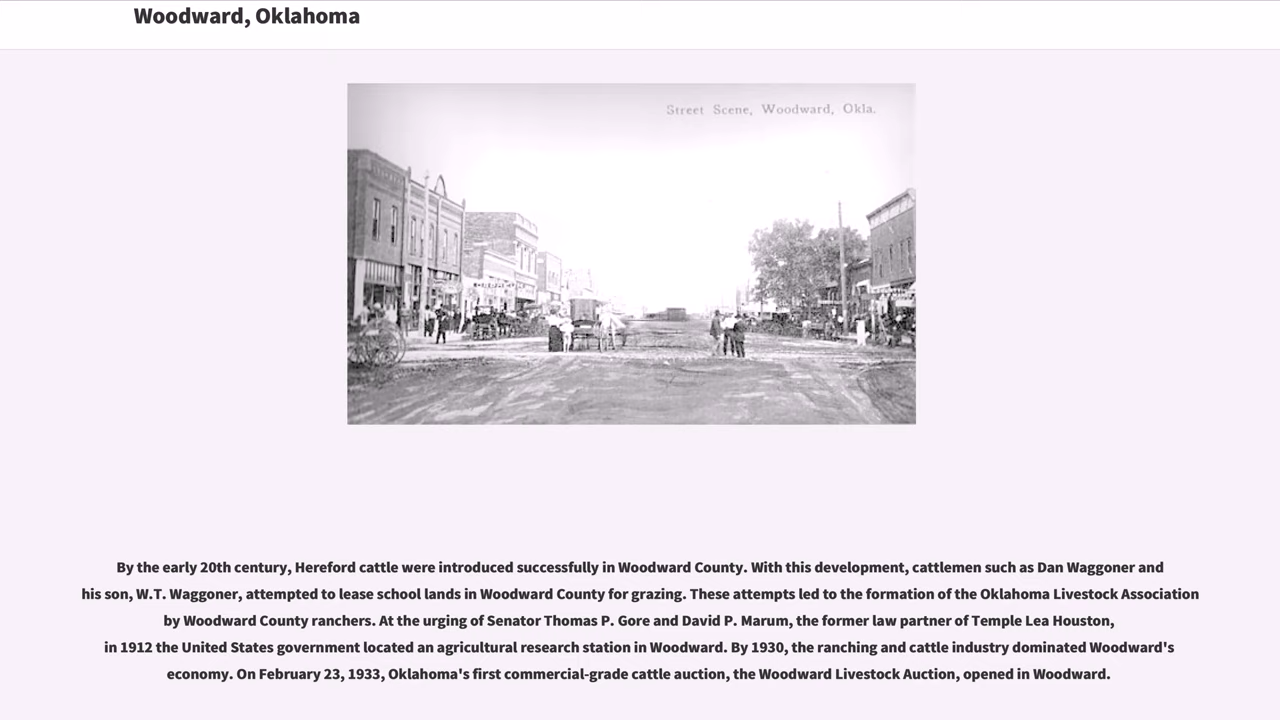 Woodward, Oklahoma
Street Scene, Woodward, Okla.
By the early 20th century, Hereford cattle were introduced successfully in Woodward County. With this development, cattlemen such as Dan Waggoner and
his son, W.T. Waggoner, attempted to lease school lands in Woodward County for grazing. These attempts led to the formation of the Oklahoma Livestock Association
by Woodward County ranchers. At the urging of Senator Thomas P. Gore and David P. Marum, the former law partner of Temple Lea Houston,
in 1912 the United States government located an agricultural research station in Woodward. By 1930, the ranching and cattle industry dominated Woodward's
economy. On February 23, 1933, Oklahoma's first commercial-grade cattle auction, the Woodward Livestock Auction, opened in Woodward.